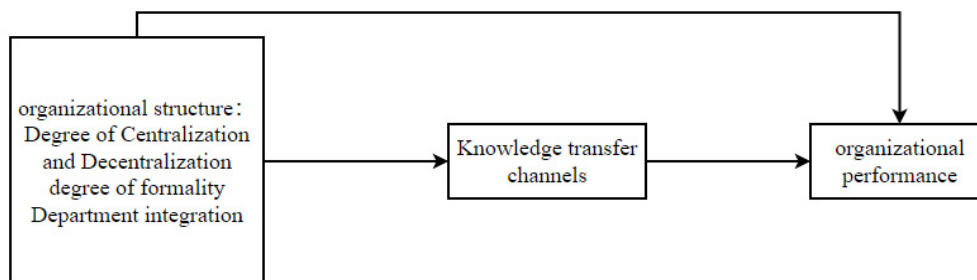 organizational structure：
Degree of Centralization
and Decentralization
degree of formality
Department integration
Knowledge transfer
channels
organizational
performance